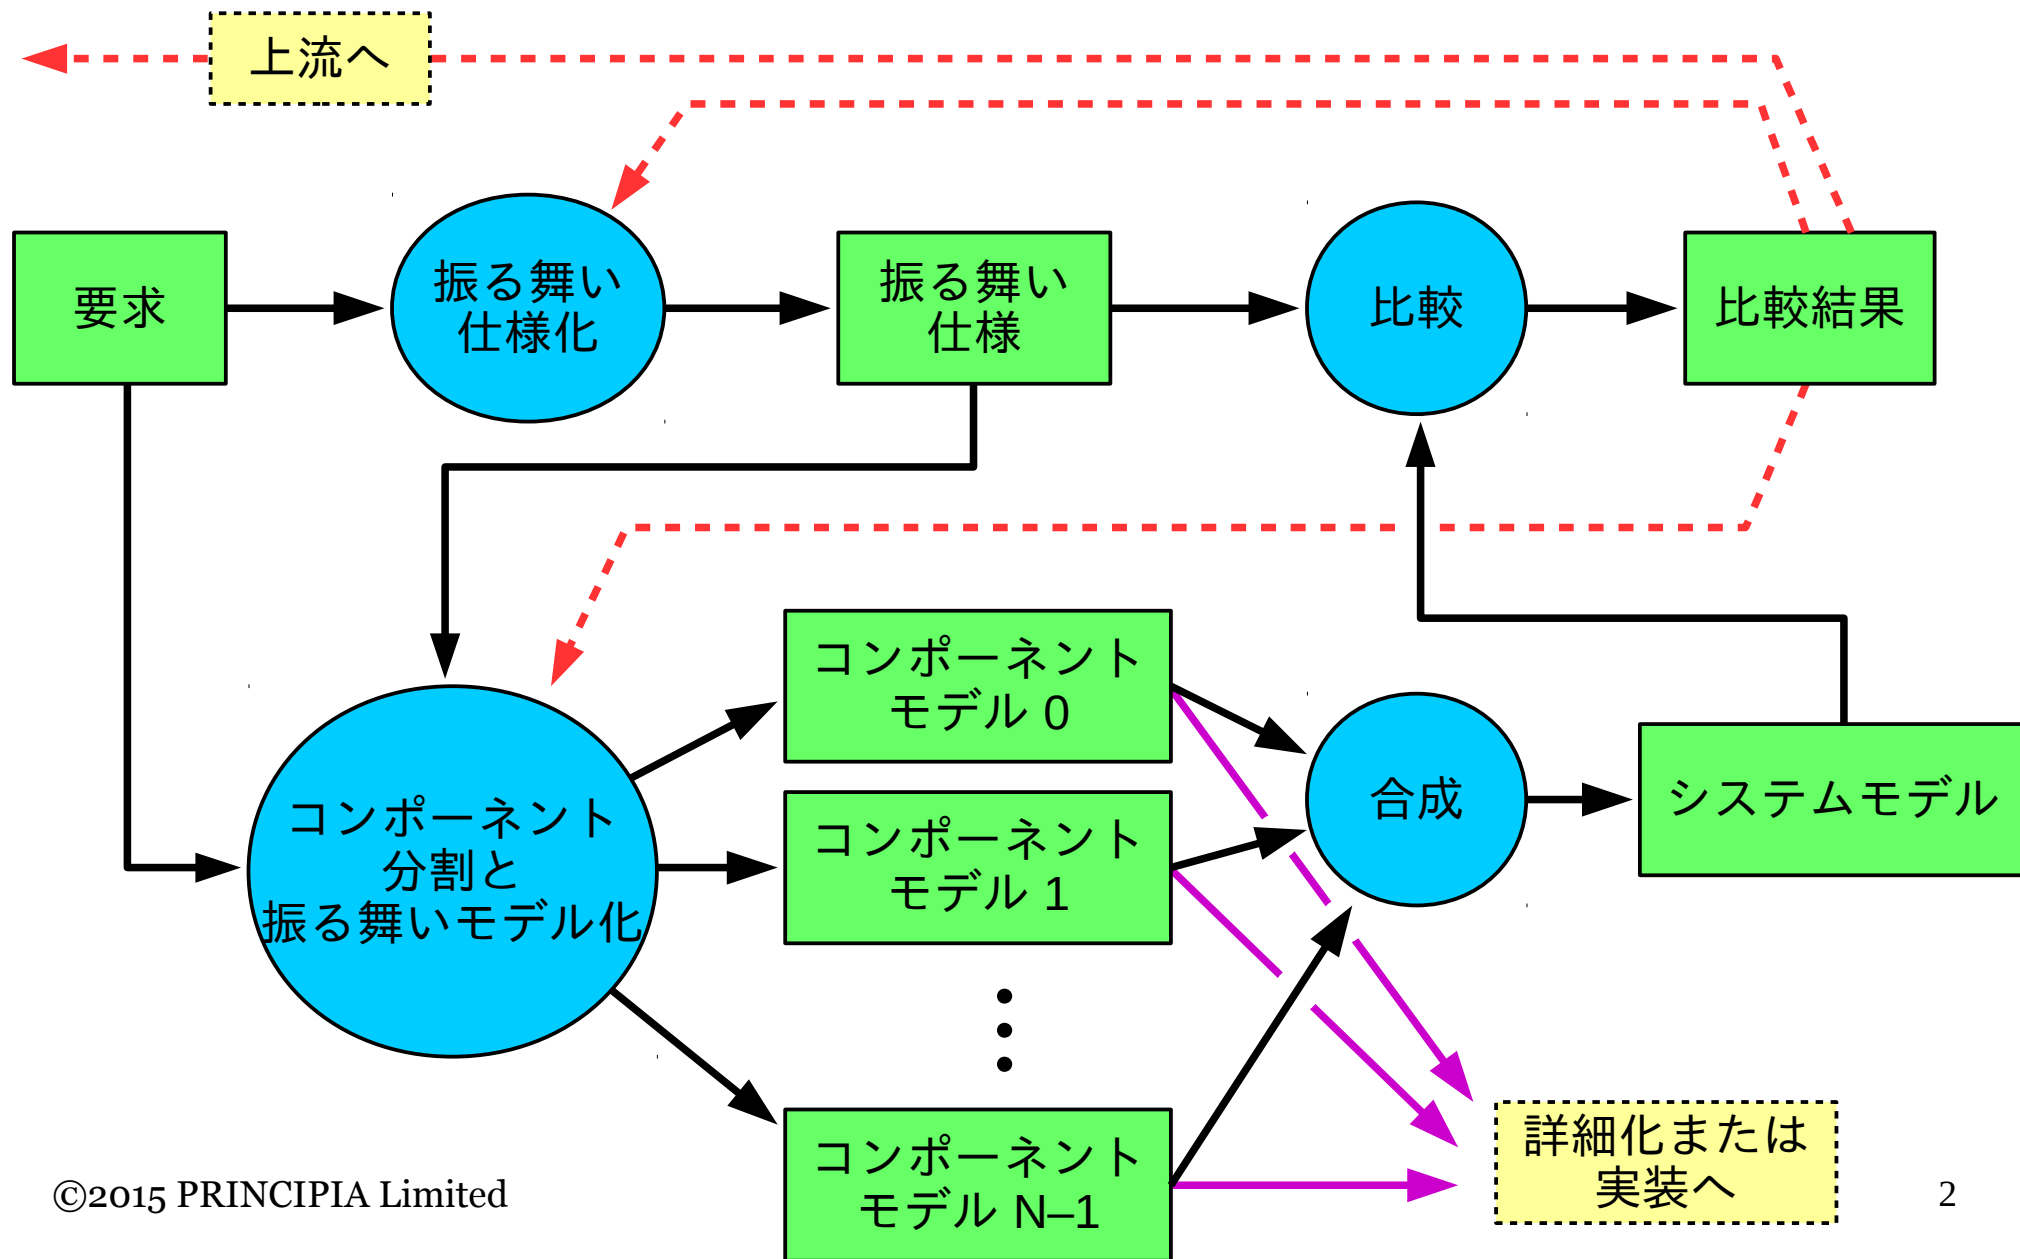 上流へ
要求
振る舞い
仕様化
振る舞い
仕様
比較
比較結果
コンポーネント
分割と
振る舞いモデル化
コンポーネント
モデル 0
コンポーネント
モデル 1
コンポーネント
モデル N–1
合成
システムモデル
詳細化または
実装へ
©2015 PRINCIPIA Limited
2